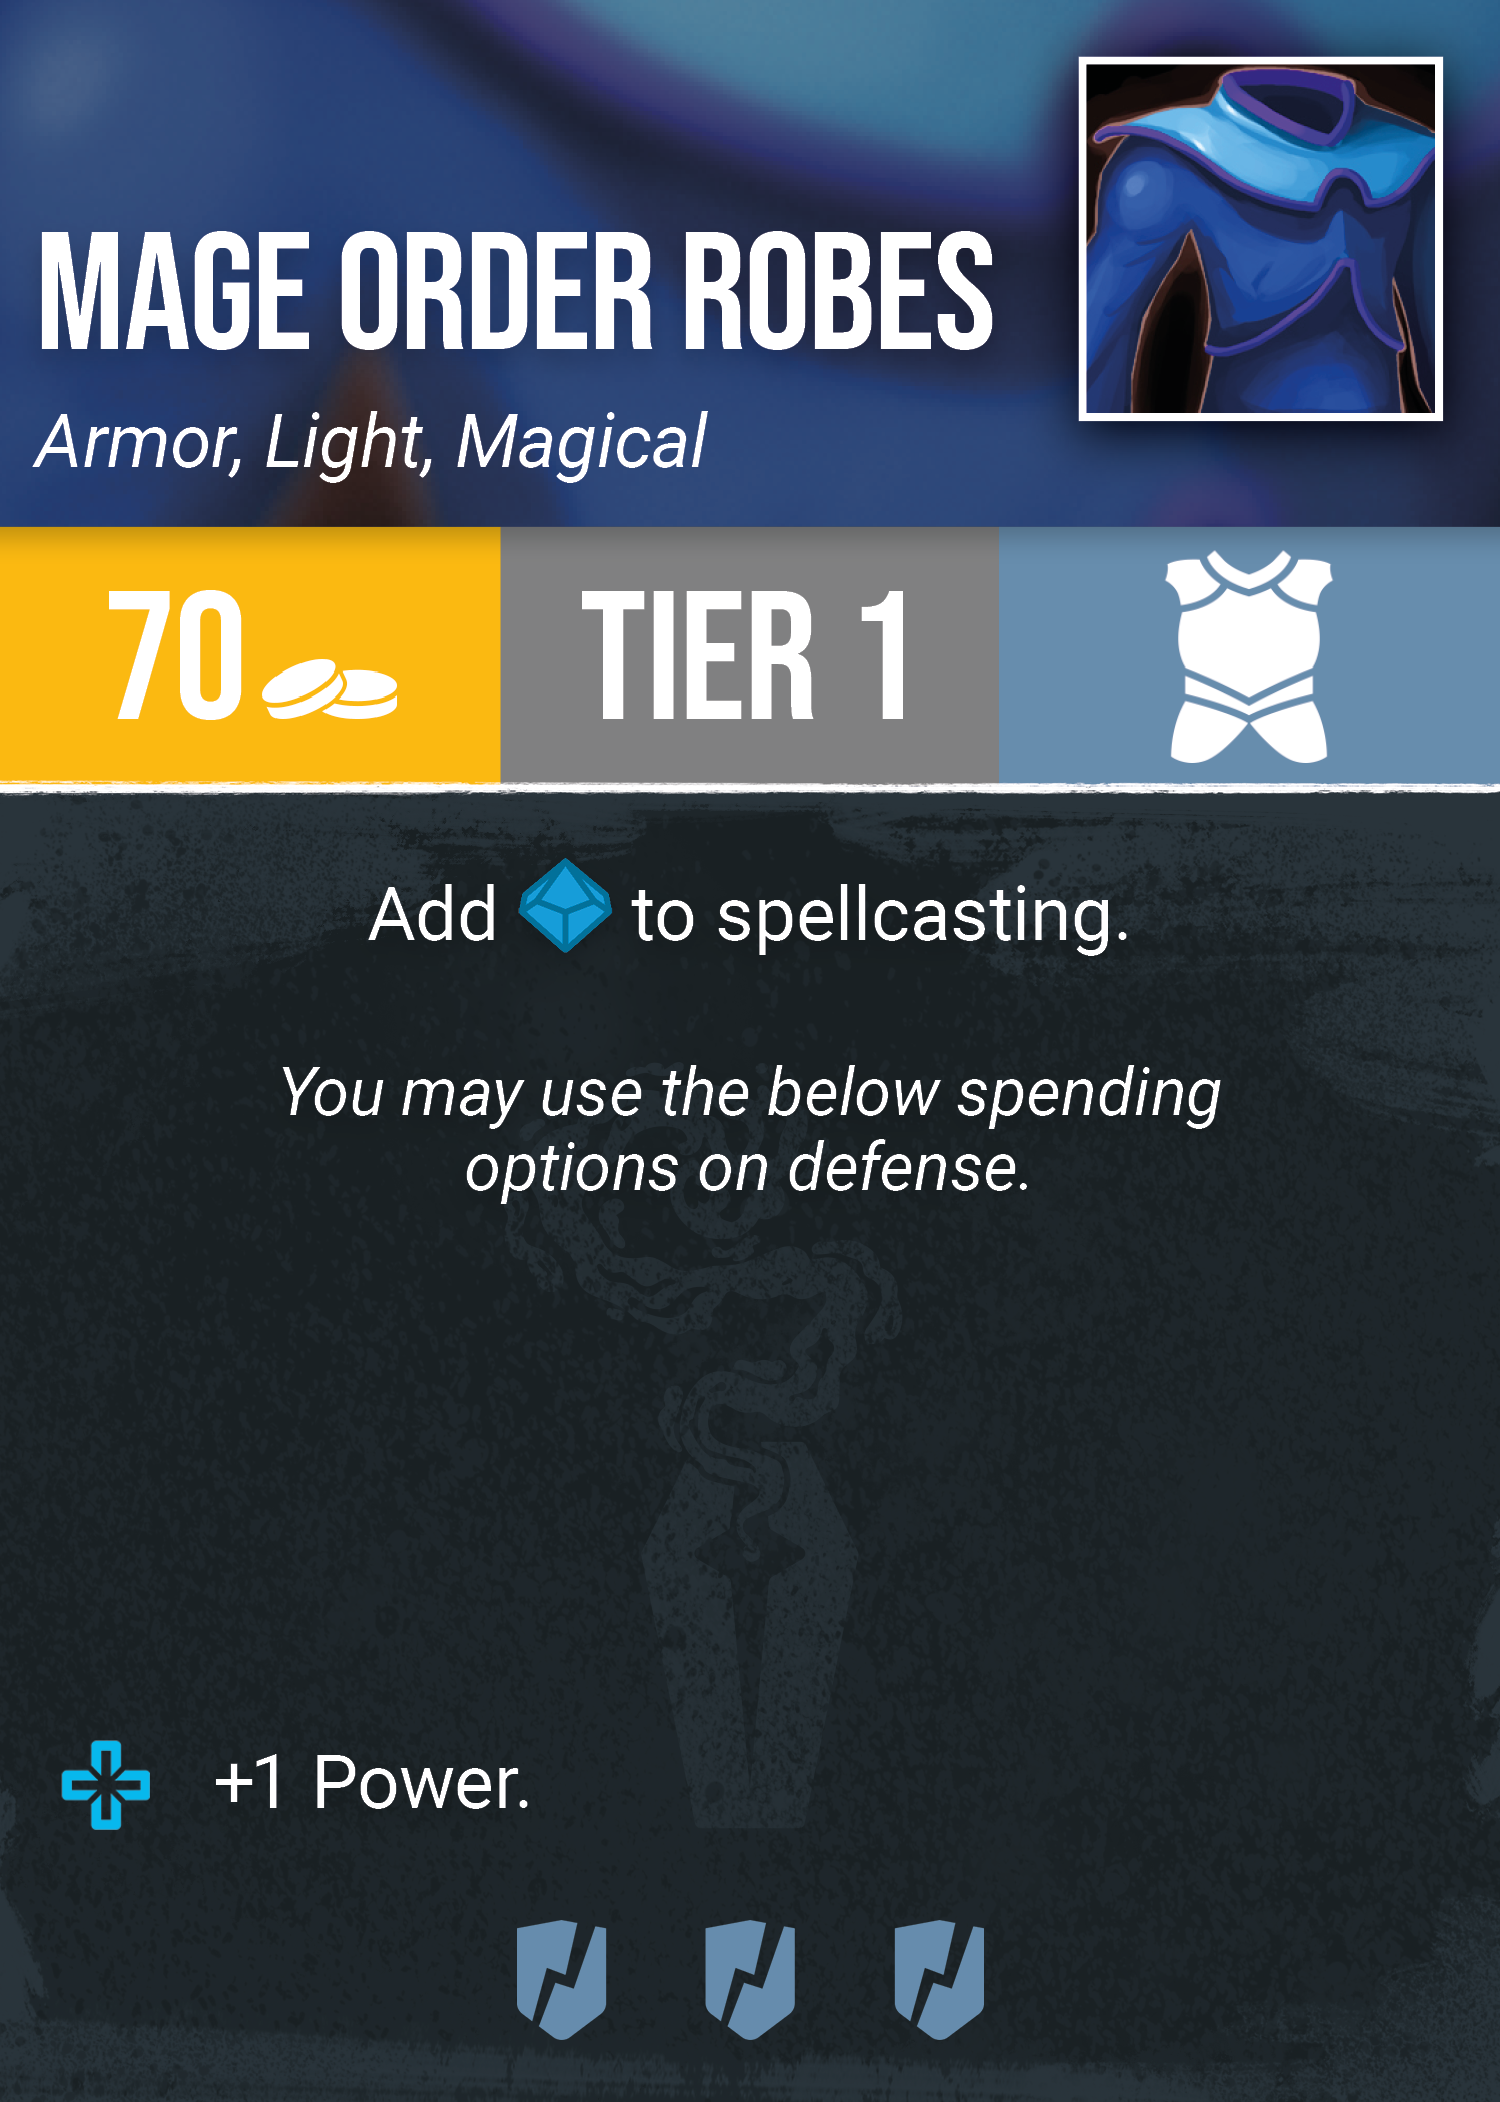 MAGE ORDER ROBES
Armor, Light, Magical
70
TIER 1
Add to spellcasting.
You may use the below spending
options on defense.
+1 Power.